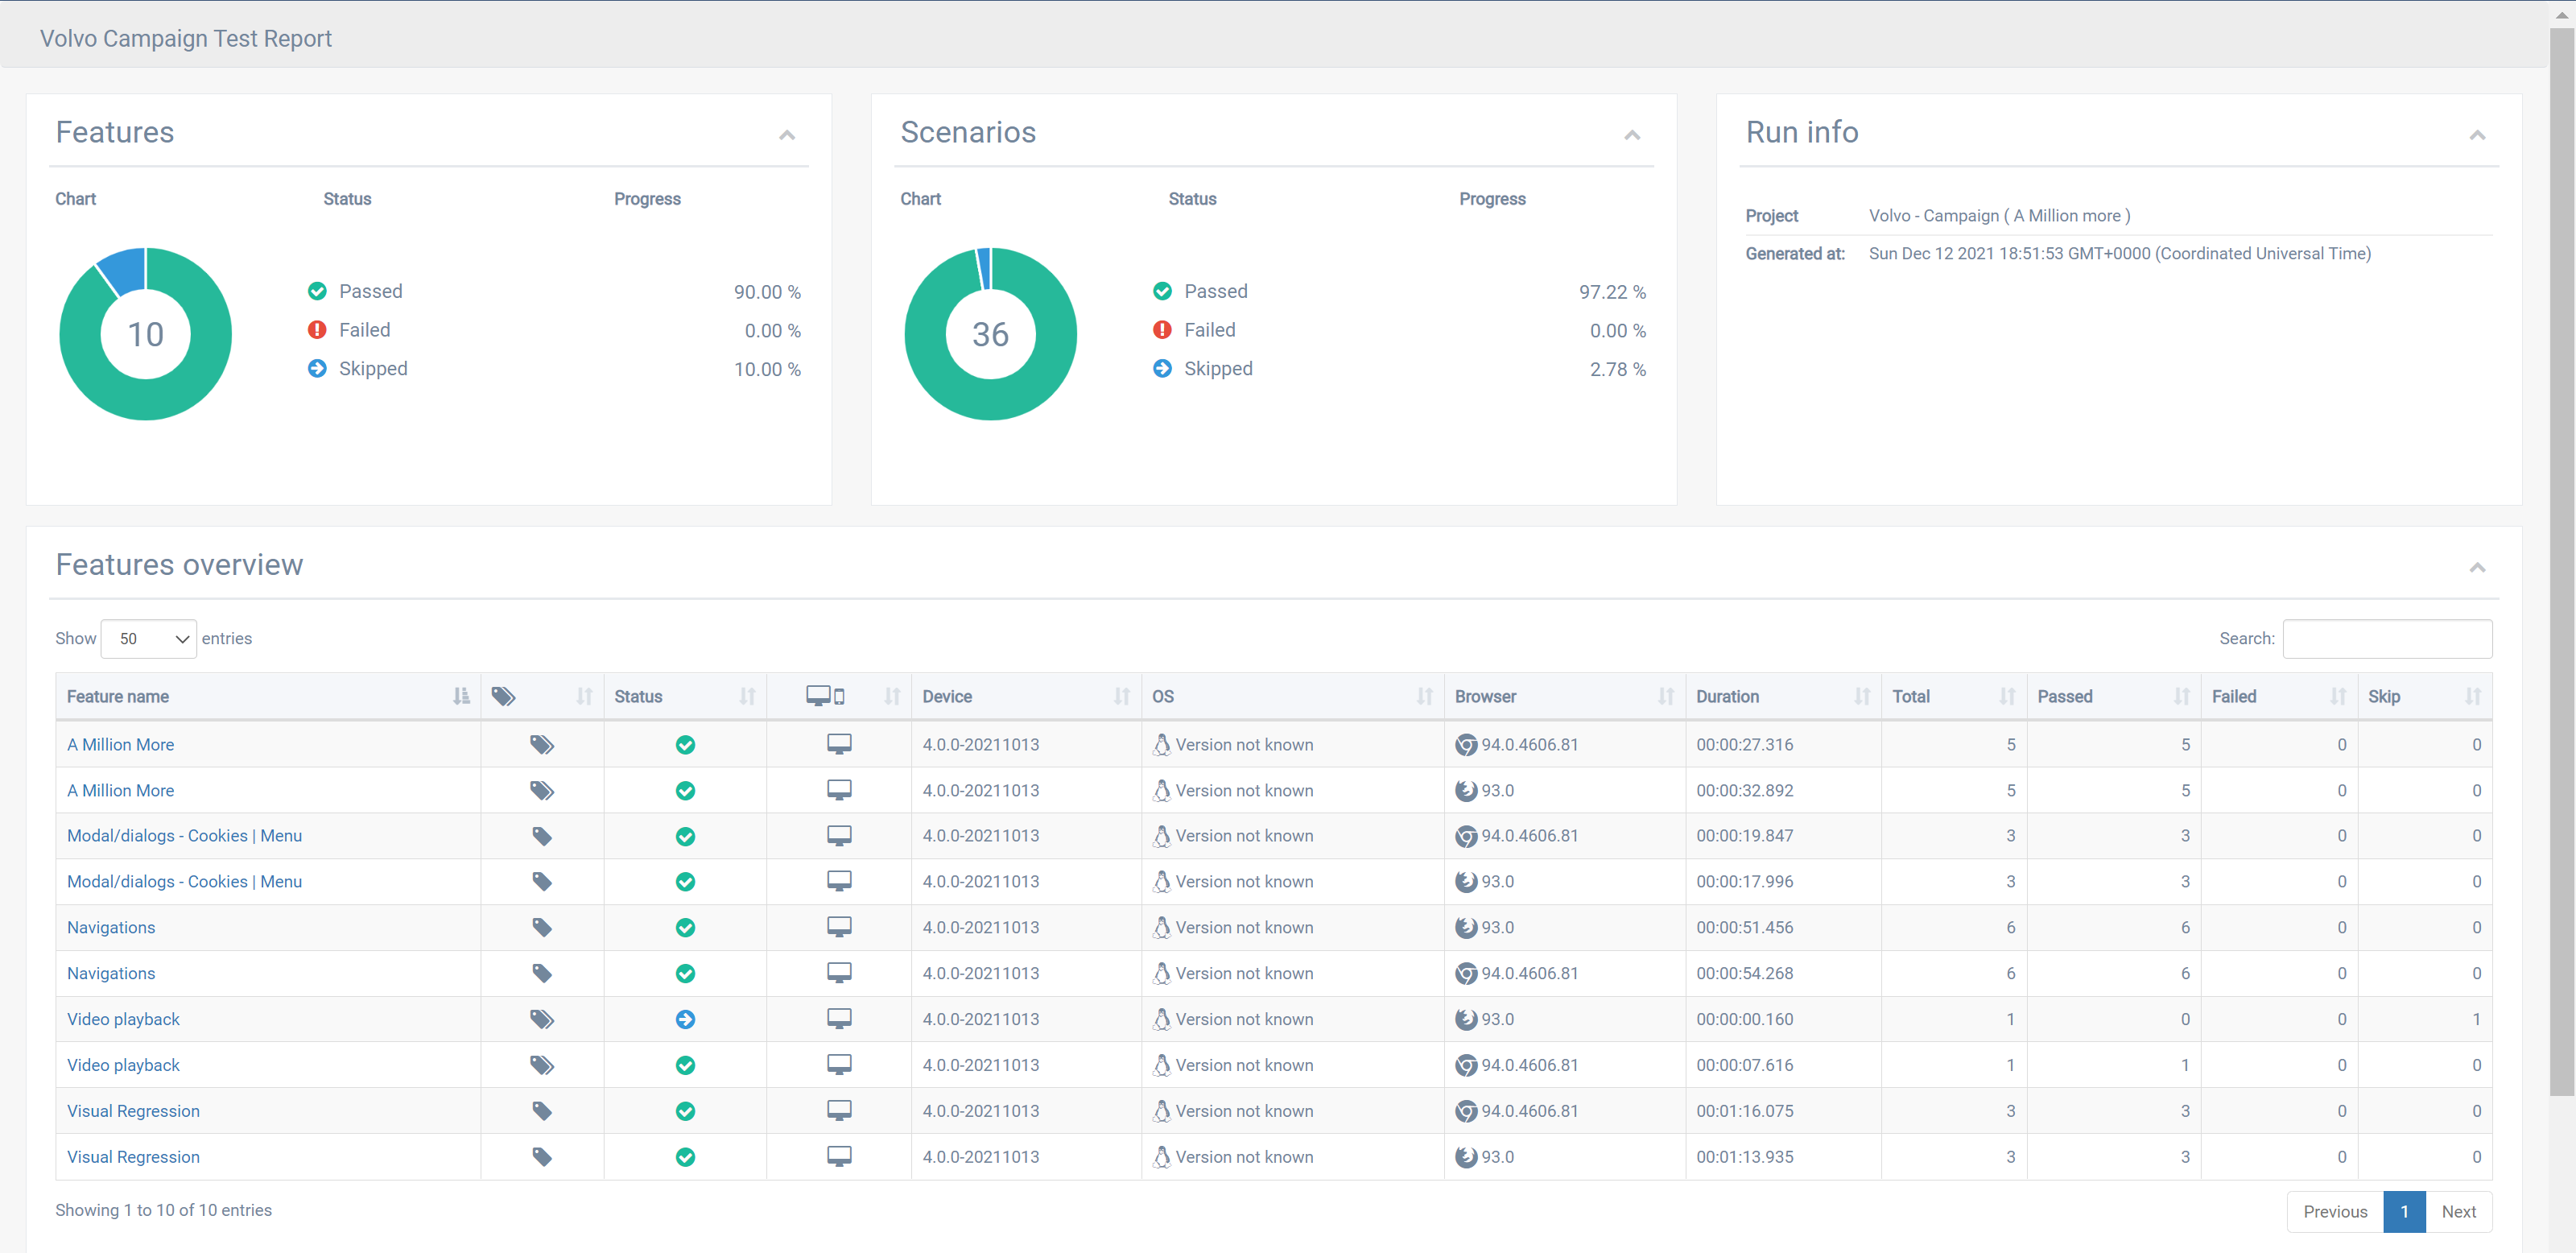 Volvo Campaign Test Report
Features
Chart Status Progress
10
Passed 90.00 %
Failed 0.00 %
Skipped 10.00 %
Scenarios
Chart Status Progress
36
Passed 97.22 %
Failed 0.00 %
Skipped 2.78 %
Run info
Project Volvo - Campaign ( A Million more )
Generated at: Sun Dec 12 2021 18:51:53 GMT+0000 (Coordinated Universal Time)
Features overview
Show 50 entries Search:
Feature name Status Device OS Browser Duration Total Passed Failed Skip
A Million More 4.0.0-20211013 Version not known 94.0.4606.81 00:00:27.316 5 5 0 0
A Million More 4.0.0-20211013 Version not known 93.0 00:00:32.892 5 5 0 0
Modal/dialogs - Cookies | Menu 4.0.0-20211013 Version not known 94.0.4606.81 00:00:19.847 3 3 0 0
Modal/dialogs - Cookies | Menu 4.0.0-20211013 Version not known 93.0 00:00:17.996 3 3 0 0
Navigations 4.0.0-20211013 Version not known 93.0 00:00:51.456 6 6 0 0
Navigations 4.0.0-20211013 Version not known 94.0.4606.81 00:00:54.268 6 6 0 0
Video playback 4.0.0-20211013 Version not known 93.0 00:00:00.160 1 0 0 1
Video playback 4.0.0-20211013 Version not known 94.0.4606.81 00:00:07.616 1 1 0 0
Visual Regression 4.0.0-20211013 Version not known 94.0.4606.81 00:01:16.075 3 3 0 0
Visual Regression 4.0.0-20211013 Version not known 93.0 00:01:13.935 3 3 0 0
Showing 1 to 10 of 10 entries Previous 1 Next